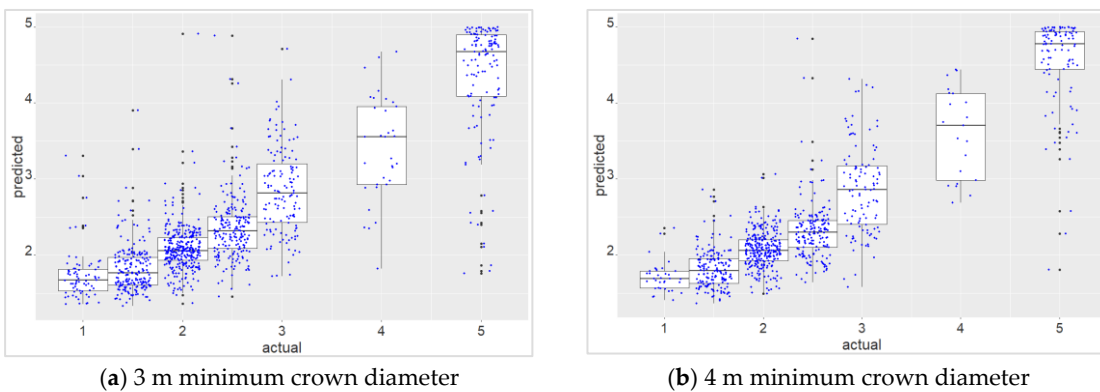 5
4
3
2
predicted
1 2 3 4 5
actual
(a) 3 m minimum crown diameter
5
4
3
2
predicted
1 2 3 4 5
actual
(b) 4 m minimum crown diameter